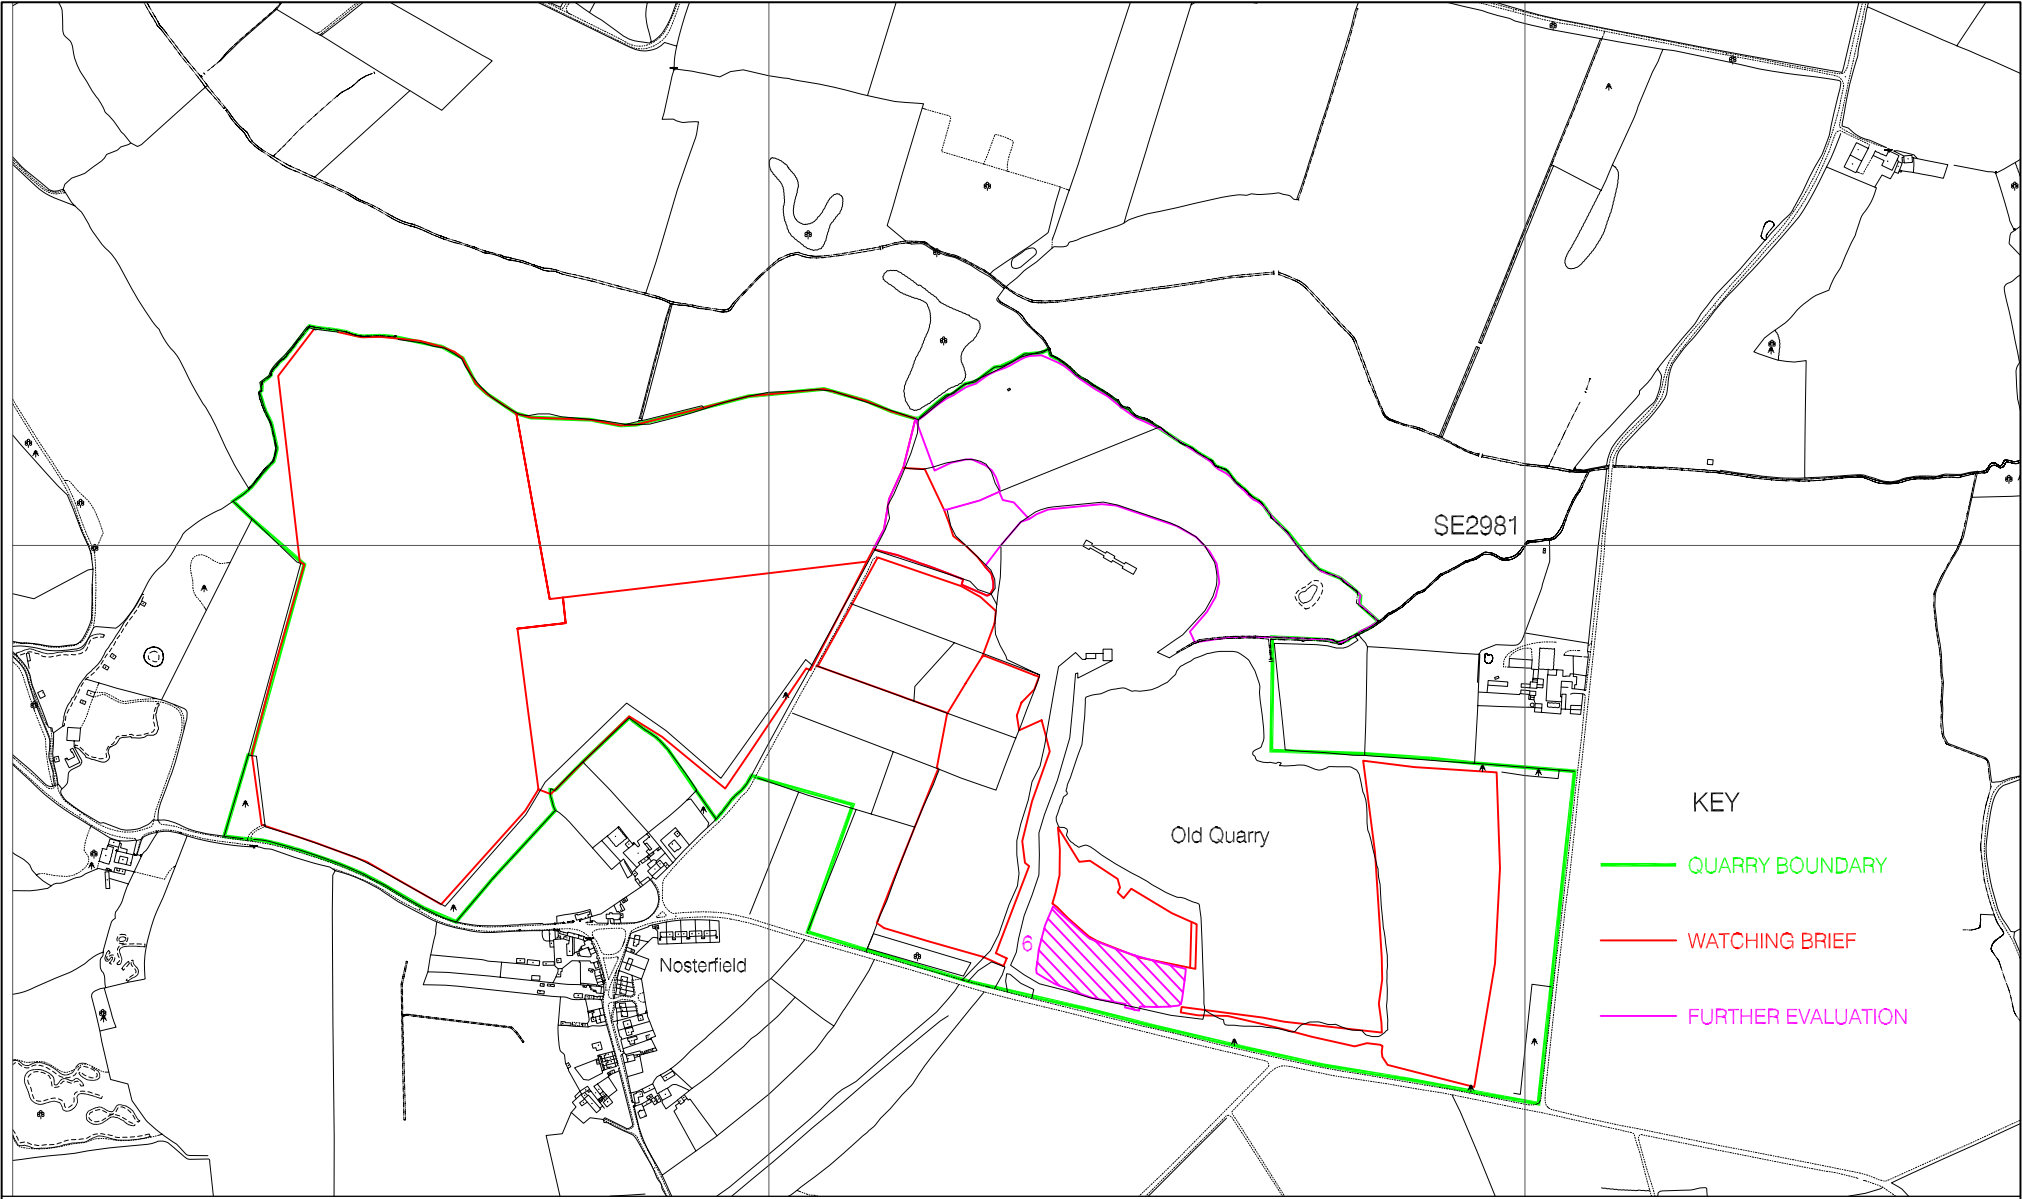 SE2981
KEY
Old Quarry
QUARRY BOUNDARY
WATCHING BRIEF
6
Nosterfield
FURTHER EVALUATION